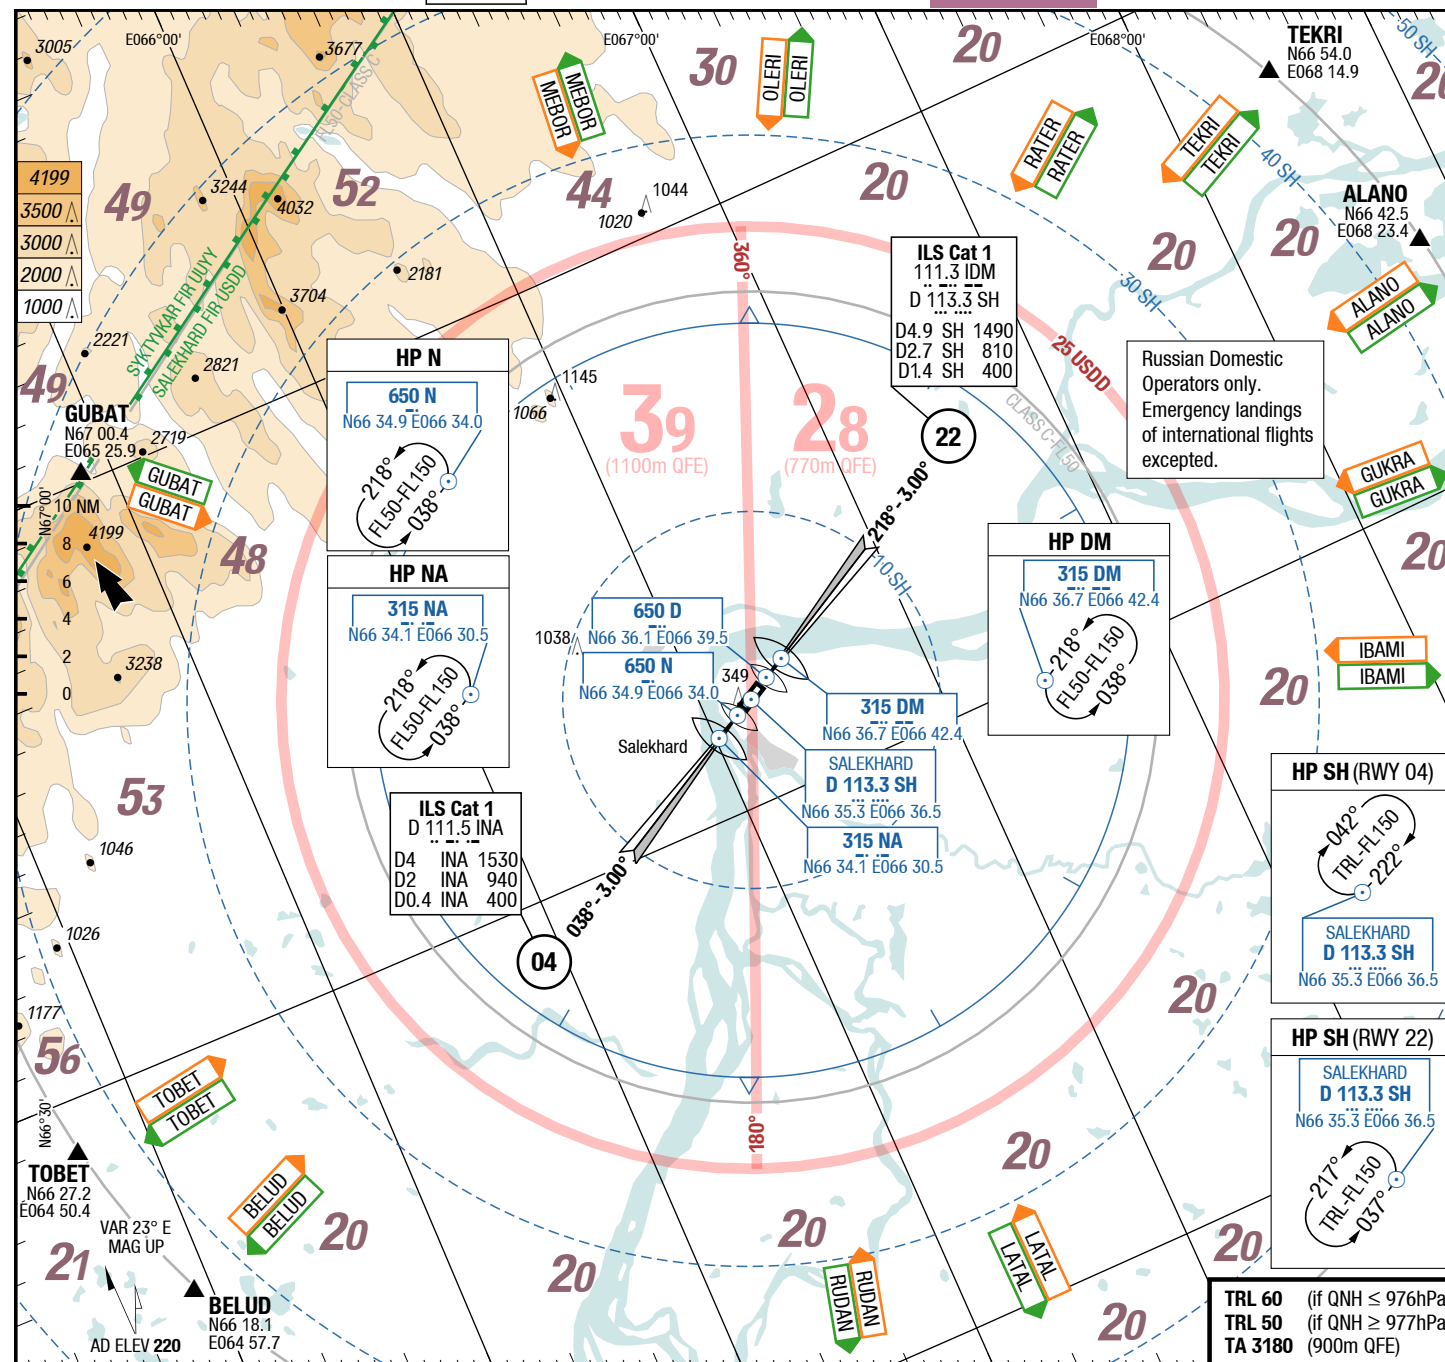 3005
E066°00'
3677
FL50-CLASS C
MEBOR
MEBOR
E067°00'
30
OLERI
OLERI
20
E068°00'
TEKRI
N66 54.0
E068 14.9
50 SH
20
4199
3500
3000
2000
1000
49
3244
4032
52
44
1044
1020
20
RATER
RATER
TEKRI
TEKRI
40 SH
ALANO
N66 42.5
E068 23.4
20
20
2181
3704
SYKTYVKAR FIR UUYY
SALEKHARD FIR USDD
2221
2821
360°
ILS Cat 1
111.3 IDM
D 113.3 SH
D4.9 SH 1490
D2.7 SH 810
D1.4 SH 400
30 SH
ALANO
ALANO
25 USDD
CLASS C-FL50
Russian Domestic
Operators only.
Emergency landings
of international flights
excepted.
49
GUBAT
N67 00.4
E065 25.9
2719
GUBAT
GUBAT
HP N
650 N
N66 34.9 E066 34.0
218°
FL50-FL150
038°
1145
1066
39
(1100m QFE)
28
(770m QFE)
22
218°- 3.00°
GUKRA
GUKRA
N67°00'
10 NM
8
6
4
2
0
4199
48
3238
HP NA
315 NA
N66 34.1 E066 30.5
218°
FL50-FL150
038°
10 SH
HP DM
315 DM
N66 36.7 E066 42.4
218°
FL50-FL150
038°
20
1038
650 D
N66 36.1 E066 39.5
650 N
N66 34.9 E066 34.0
349
Salekhard
315 DM
N66 36.7 E066 42.4
SALEKHARD
D 113.3 SH
N66 35.3 E066 36.5
315 NA
N66 34.1 E066 30.5
IBAMI
IBAMI
20
53
1046
1026
1177
56
ILS Cat 1
D 111.5 INA
D4 INA 1530
D2 INA 940
D0.4 INA 400
038°- 3.00°
04
HP SH (RWY 04)
042°
TRL-FL150
222°
SALEKHARD
D 113.3 SH
N66 35.3 E066 36.5
20
HP SH (RWY 22)
SALEKHARD
D 113.3 SH
N66 35.3 E066 36.5
217°
TRL-FL150
037°
TOBET
TOBET
N66°30'
TOBET
N66 27.2
E064 50.4
VAR 23° E
MAG UP
21
AD ELEV 220
BELUD
N66 18.1
E064 57.7
BELUD
BELUD
20
180°
20
20
RUDAN
RUDAN
LATAL
LATAL
20
20
20
TRL 60 (if QNH ≤ 976hPa
TRL 50 (if QNH ≥ 977hPa
TA 3180 (900m QFE)